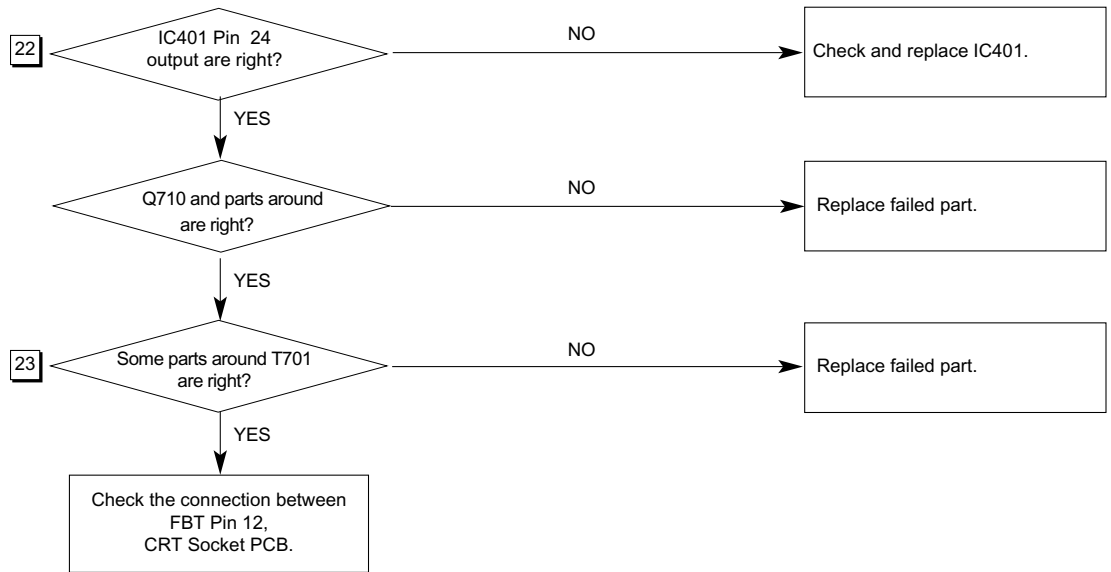 22
IC401 Pin 24
output are right?
NO
Check and replace IC401.
YES
Q710 and parts around
are right?
NO
Replace failed part.
YES
23
Some parts around T701
are right?
NO
Replace failed part.
YES
Check the connection between
FBT Pin 12,
CRT Socket PCB.